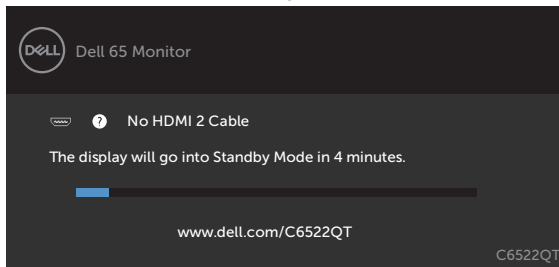 DELL
Dell 65 Monitor
? No HDMI 2 Cable
The display will go into Standby Mode in 4 minutes.
www.dell.com/C6522QT
C6522QT